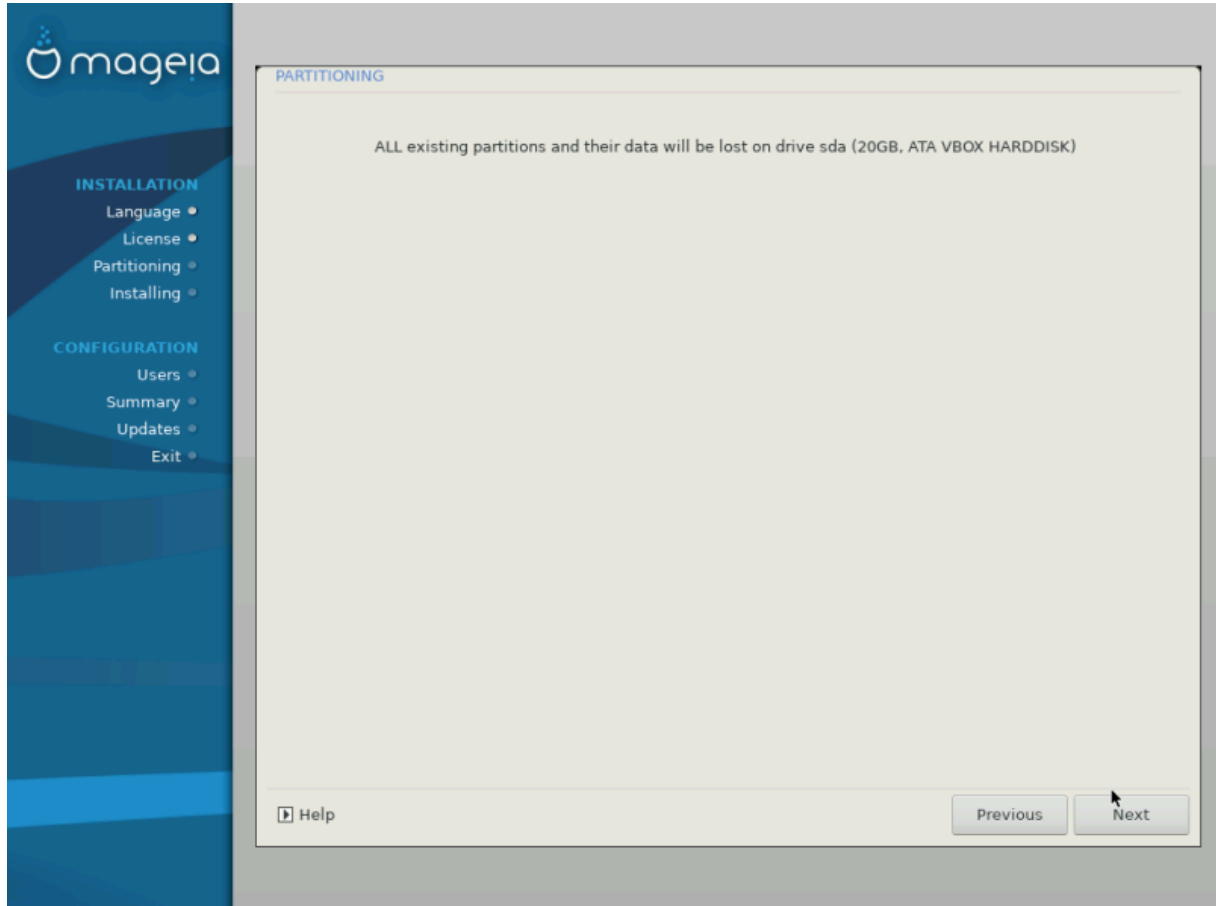 mageia
INSTALLATION
Language
License
Partitioning
Installing
CONFIGURATION
Users
Summary
Updates
Exit
PARTITIONING
ALL existing partitions and their data will be lost on drive sda (20GB, ATA VBOX HARDDISK)
Help
Previous
Next